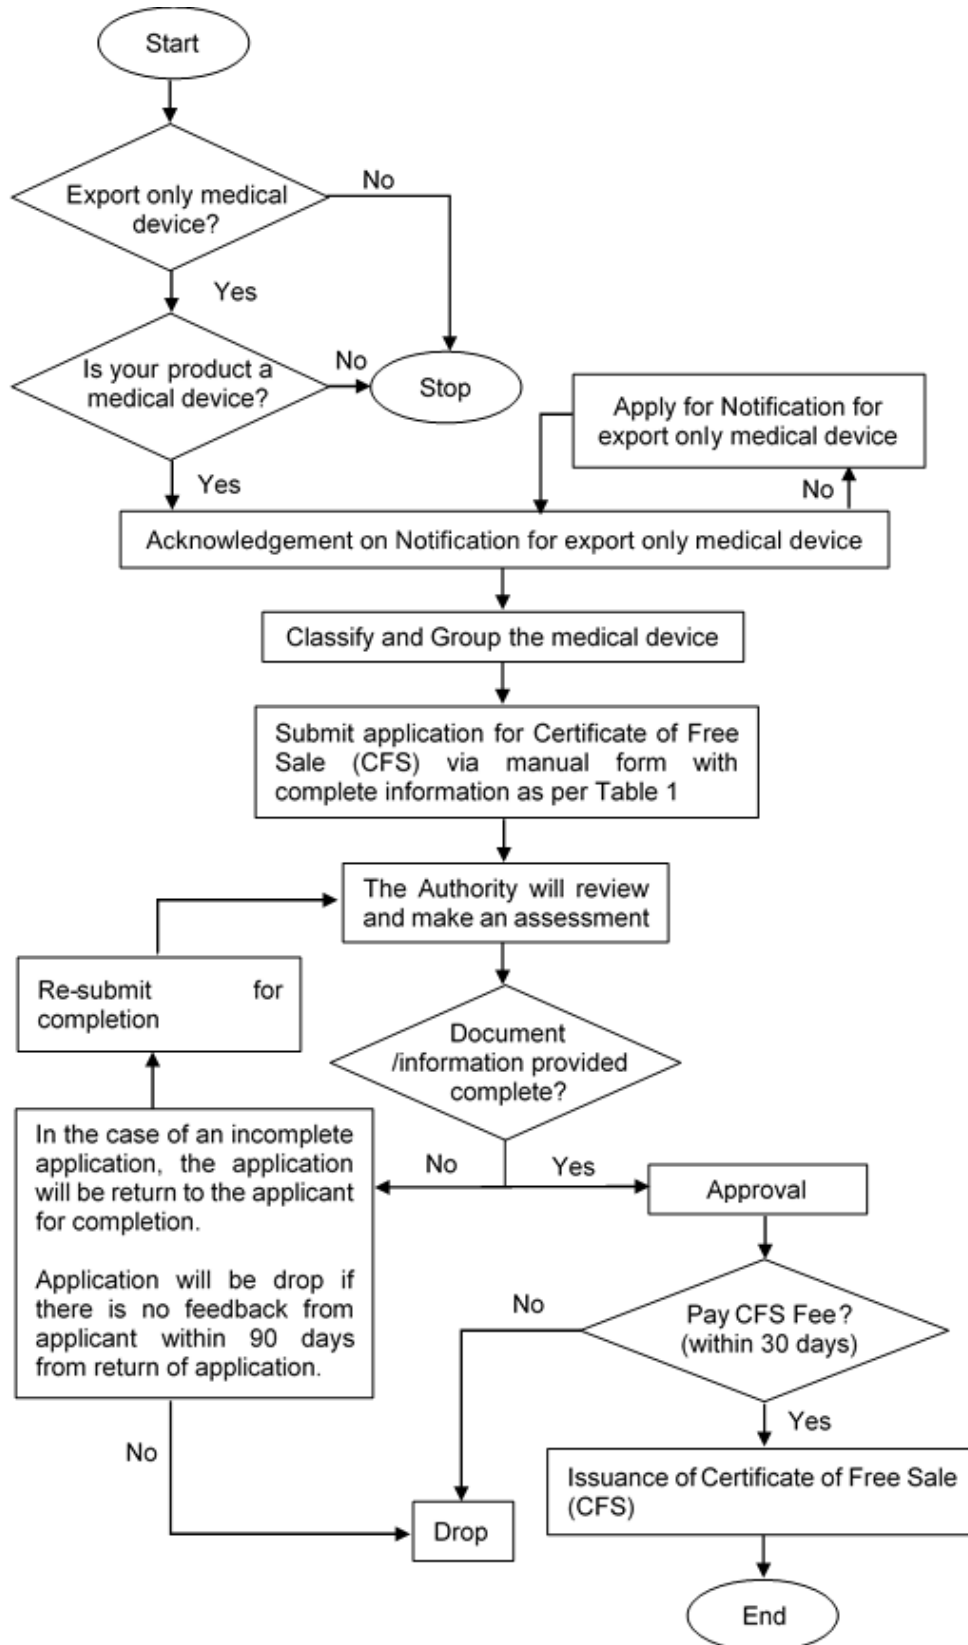 Start
Export only medical
device?
No
Yes
Is your product a
medical device?
No
Stop
Yes
Apply for Notification for
export only medical device
No
Acknowledgement on Notification for export only medical device
Classify and Group the medical device
Submit application for Certificate of Free
Sale (CFS) via manual form with
complete information as per Table 1
The Authority will review
and make an assessment
Re-submit for
completion
Document
/information provided
complete?
No
Yes
In the case of an incomplete
application, the application
will be return to the applicant
for completion.
Application will be drop if
there is no feedback from
applicant within 90 days
from return of application.
Approval
No
Pay CFS Fee?
(within 30 days)
Yes
No
Issuance of Certificate of Free Sale
(CFS)
Drop
End